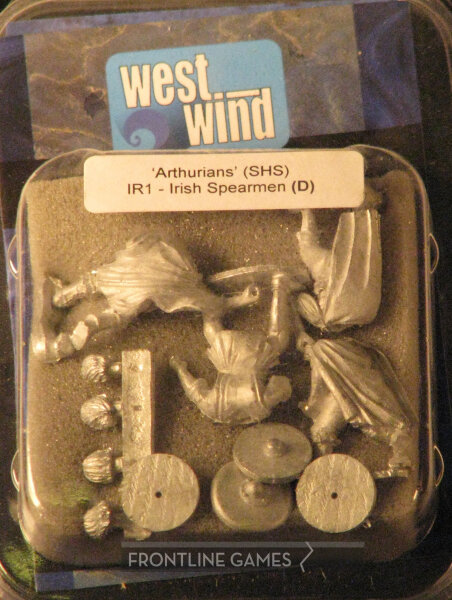 west
wind
'Arthurians' (SHS)
IR1 - Irish Spearmen (D)
FRONTLINE GAMES